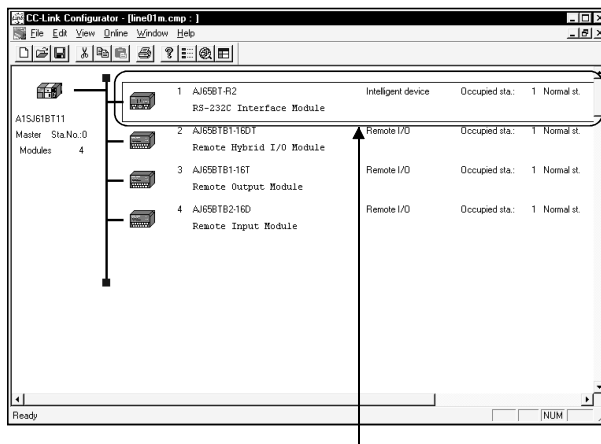 CC-Link Configurator - [line01m.cmp : ]
File Edit View Online Window Help
1 AJ65BT-R2 Intelligent device Occupied sta.: 1 Normal st.
RS-232C Interface Module
A1SJ61BT11
Master Sta.No.:0
Modules 4
2 AJ65BTB1-16DT Remote I/O Occupied sta.: 1 Normal st.
Remote Hybrid I/O Module
3 AJ65BTB1-16T Remote I/O Occupied sta.: 1 Normal st.
Remote Output Module
4 AJ65BTB2-16D Remote I/O Occupied sta.: 1 Normal st.
Remote Input Module
Ready NUM